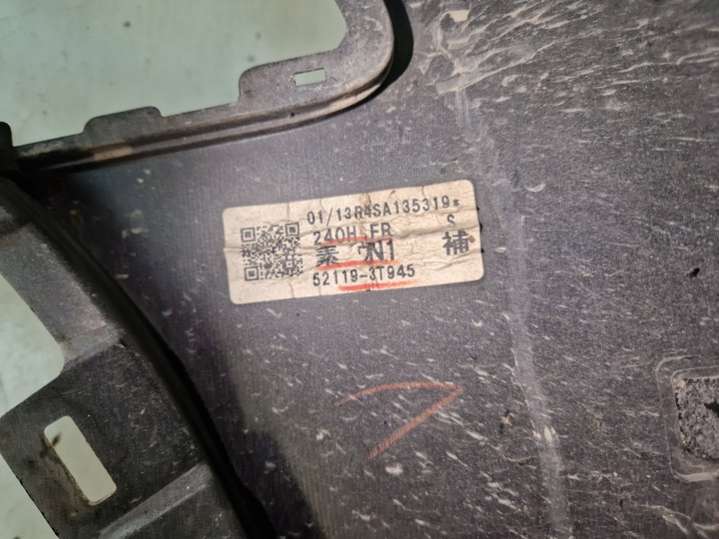 01/13R4SA135319*
240H FR S
素 N1 補
52119-3T945